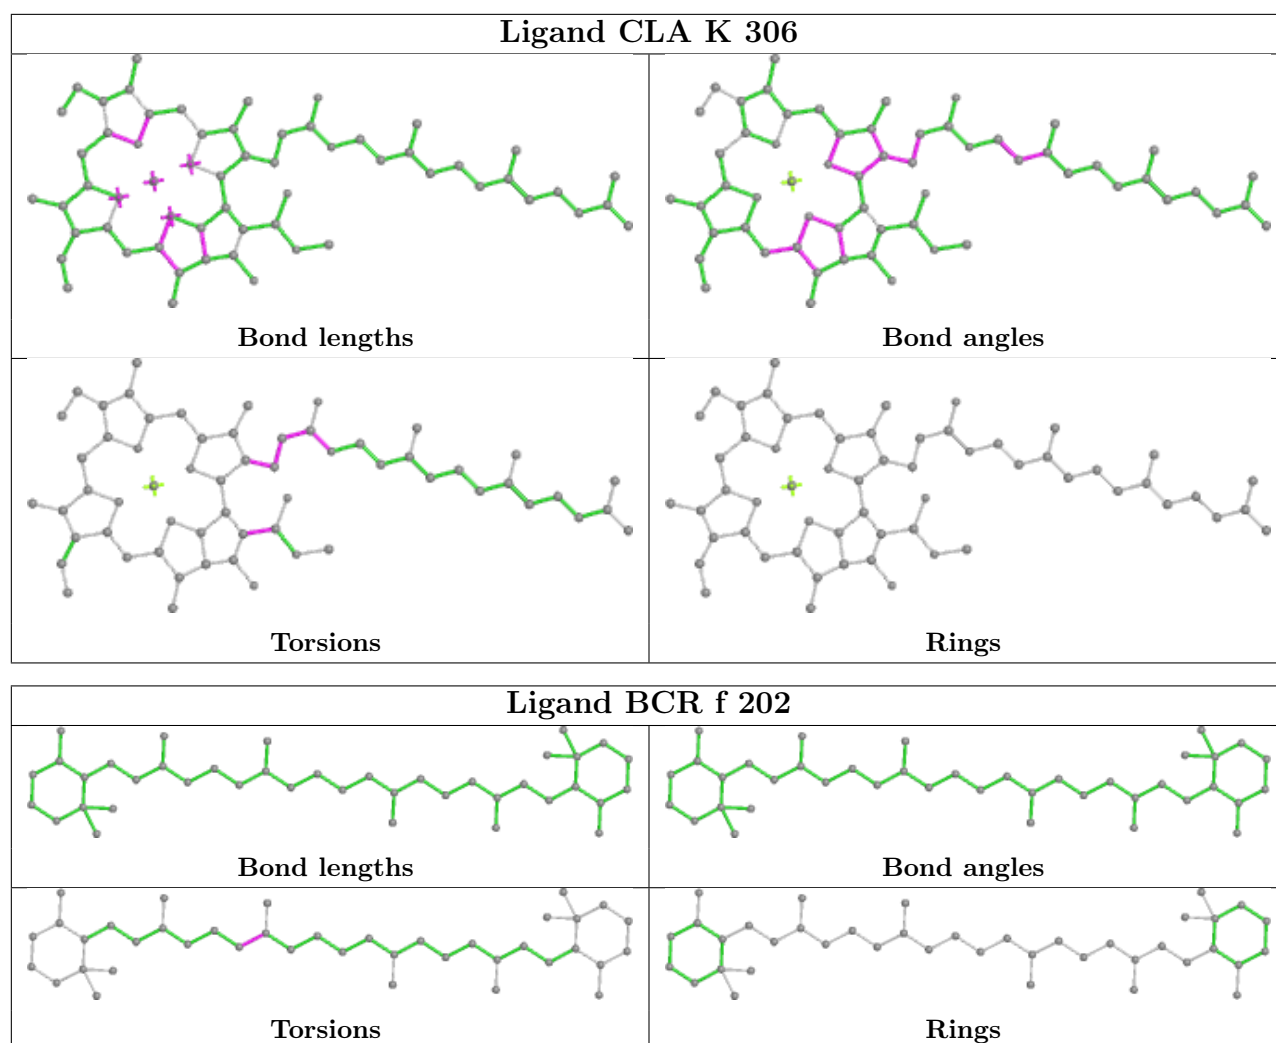 Ligand CLA K 306
Bond lengths
Bond angles
Torsions
Rings
Ligand BCR f 202
Bond lengths
Bond angles
Torsions
Rings